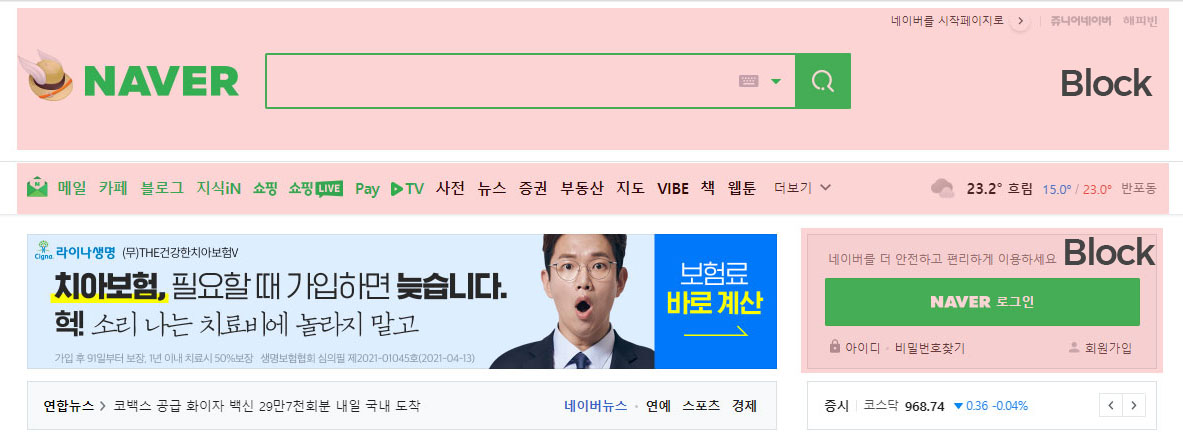 네이버를 시작페이지로 쥬니어네이버 해피빈
NAVER
Block
메일 카페 블로그 지식iN 쇼핑 쇼핑LIVE Pay TV 사전 뉴스 증권 부동산 지도 VIBE 책 웹툰 더보기 23.2° 흐림 15.0° / 23.0° 반포동
Cigna. 라이나생명 (무)THE건강한치아보험V
치아보험, 필요할 때 가입하면 늦습니다.
헉! 소리 나는 치료비에 놀라지 말고
가입 후 91일부터 보장, 1년 이내 치료시 50%보장 생명보험협회 심의필 제2021-01045호(2021-04-13)
보험료
바로 계산
네이버를 더 안전하고 편리하게 이용하세요 Block
NAVER 로그인
아이디 · 비밀번호찾기 회원가입
연합뉴스 > 코백스 공급 화이자 백신 29만7천회분 내일 국내 도착 네이버뉴스 · 연예 스포츠 경제
증시 코스닥 968.74 ▼ 0.36 -0.04% < >